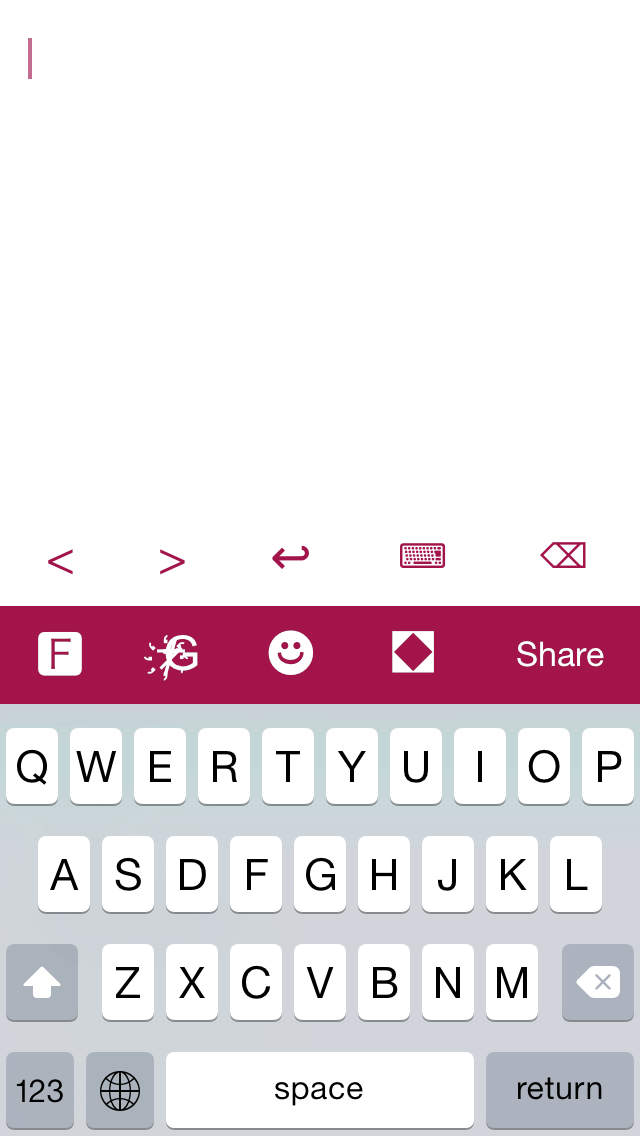 < > ↩ ⌨ ⌫
F G Share
Q W E R T Y U I O P
A S D F G H J K L
Z X C V B N M
123 space return